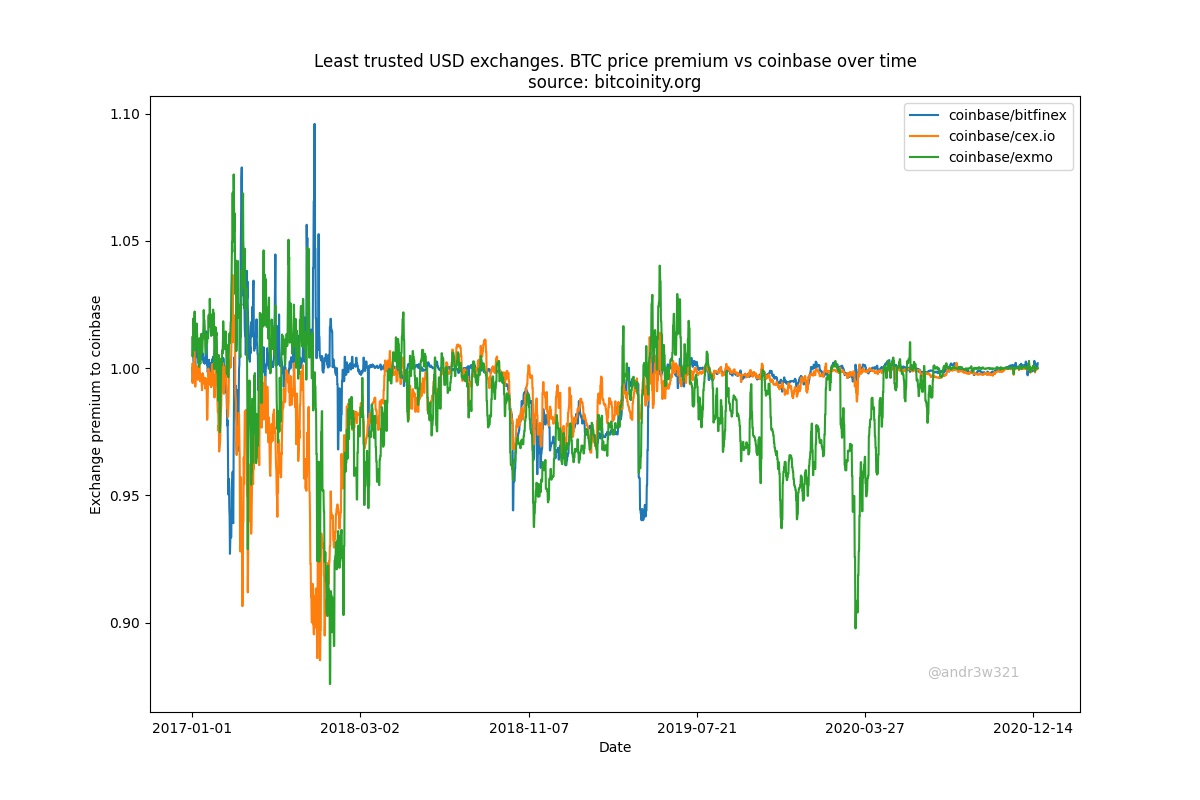 Least trusted USD exchanges. BTC price premium vs coinbase over time
source: bitcoinity.org
1.10
1.05
1.00
0.95
0.90
Exchange premium to coinbase
coinbase/bitfinex
coinbase/cex.io
coinbase/exmo
@andr3w321
2017-01-01
2018-03-02
2018-11-07
2019-07-21
2020-03-27
2020-12-14
Date